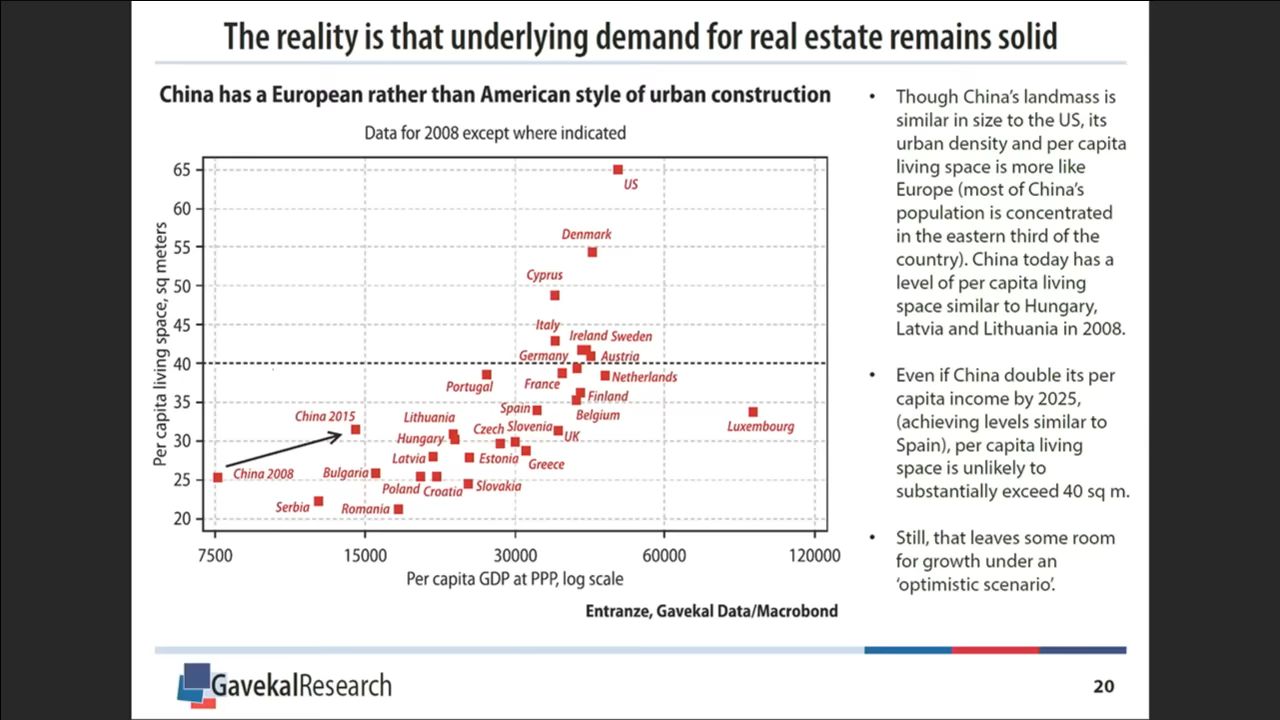 The reality is that underlying demand for real estate remains solid
China has a European rather than American style of urban construction
Data for 2008 except where indicated
Per capita living space, sq meters
65
60
55
50
45
40
35
30
25
20
US
Denmark
Cyprus
Italy
Ireland Sweden
Germany
Austria
France
Netherlands
Portugal
Finland
Belgium
Spain
Luxembourg
China 2015
Lithuania
Czech Slovenia
UK
Hungary
Latvia
Estonia
Greece
China 2008
Bulgaria
Poland Croatia
Slovakia
Serbia
Romania
7500 15000 30000 60000 120000
Per capita GDP at PPP, log scale
Entranze, Gavekal Data/Macrobond
• Though China's landmass is
similar in size to the US, its
urban density and per capita
living space is more like
Europe (most of China's
population is concentrated
in the eastern third of the
country). China today has a
level of per capita living
space similar to Hungary,
Latvia and Lithuania in 2008.
• Even if China double its per
capita income by 2025,
(achieving levels similar to
Spain), per capita living
space is unlikely to
substantially exceed 40 sq m.
• Still, that leaves some room
for growth under an
'optimistic scenario'.
GavekalResearch
20